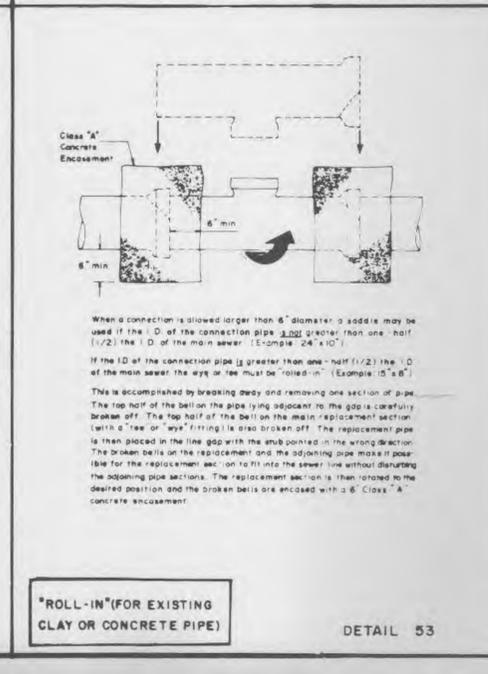 Class "A"
Concrete
Encasement
6" min
6" min
When a connection is allowed larger than 6" diameter a saddle may be
used if the I D. of the connection pipe is not greater than one-half
(1/2) the I D. of the main sewer. (Example: 24"x10")
If the I.D of the connection pipe is greater than one-half (1/2) the I D.
of the main sewer the wye or tee must be "rolled-in" (Example: 15"x8")
This is accomplished by breaking away and removing one section of pipe.
The top half of the bell on the pipe lying adjacent to the gap is carefully
broken off. The top half of the bell on the main replacement section
(with a "tee" or "wye" fitting) is also broken off. The replacement pipe
is then placed in the line gap with the stub pointed in the wrong direction
The broken bells on the replacement and the adjoining pipe make it poss-
ible for the replacement section to fit into the sewer line without disturbing
the adjoining pipe sections. The replacement section is then rotated to the
desired position and the broken bells are encased with a 6" Class "A"
concrete encasement.
"ROLL-IN"(FOR EXISTING
CLAY OR CONCRETE PIPE)
DETAIL 53